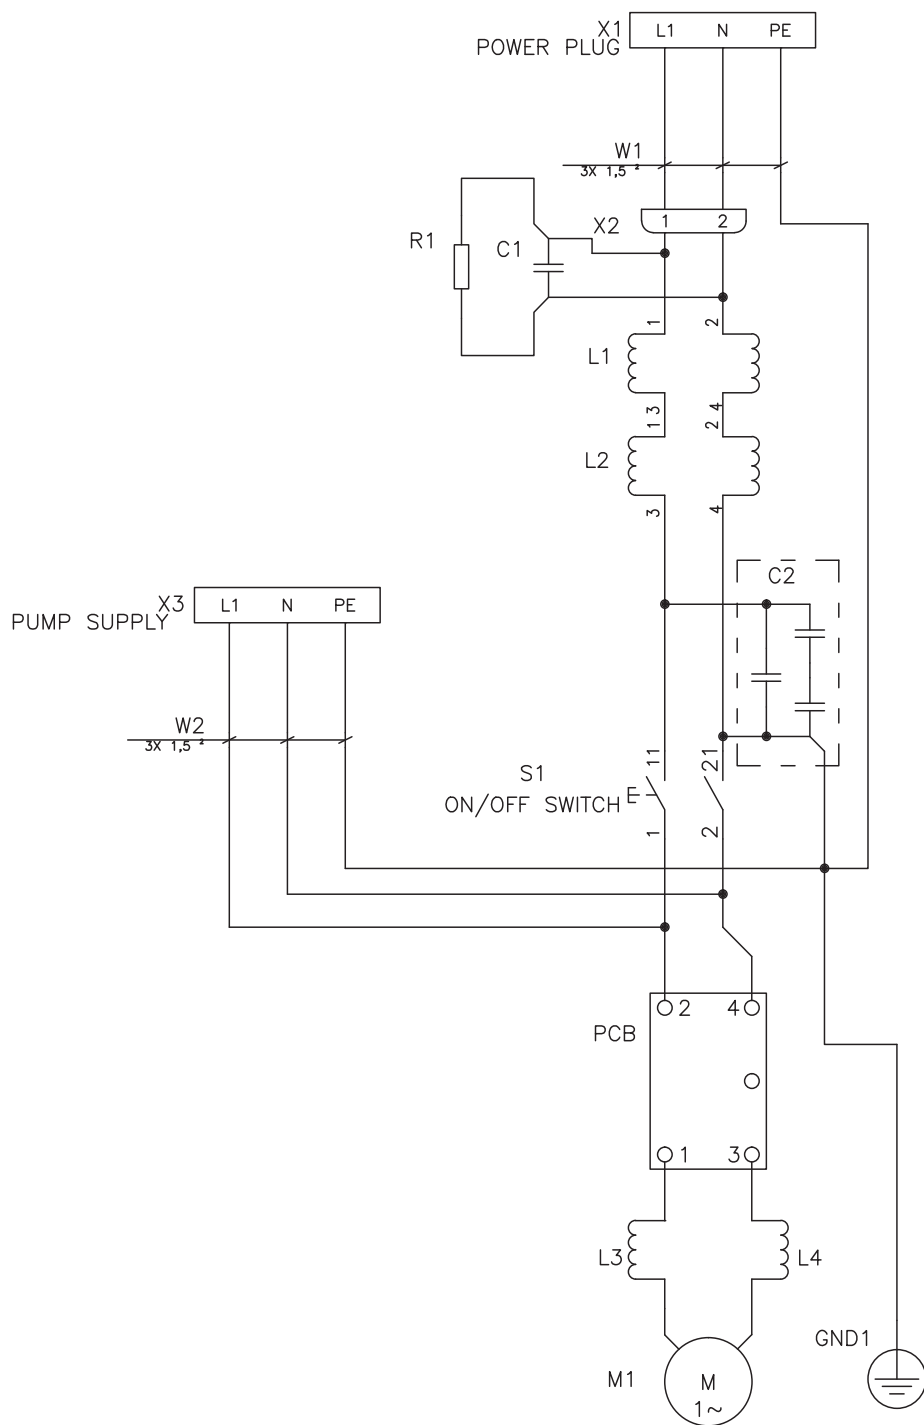 X1 L1 N PE
POWER PLUG
W1
3X 1,5 ²
X2 1 2
R1 C1
1 2
L1
3 4
1 2
L2
3 4
C2
X3 L1 N PE
PUMP SUPPLY
W2
3X 1,5 ²
11 21
S1
ON/OFF SWITCH E
1 2
2 4
PCB
1 3
L3 L4
GND1
M1 M
1~